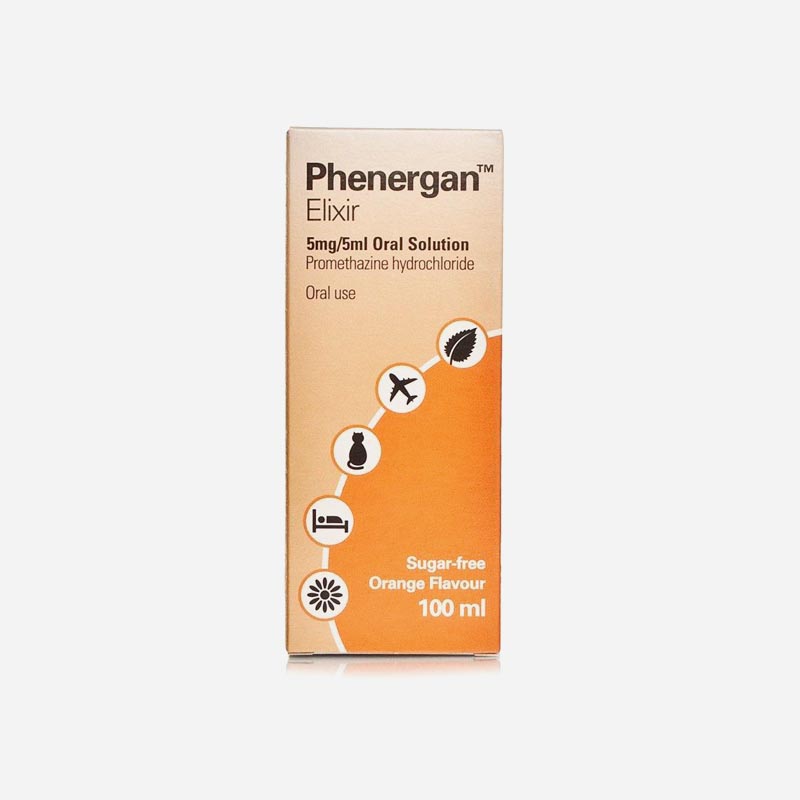 Phenergan™
Elixir
5mg/5ml Oral Solution
Promethazine hydrochloride
Oral use
Sugar-free
Orange Flavour
100 ml